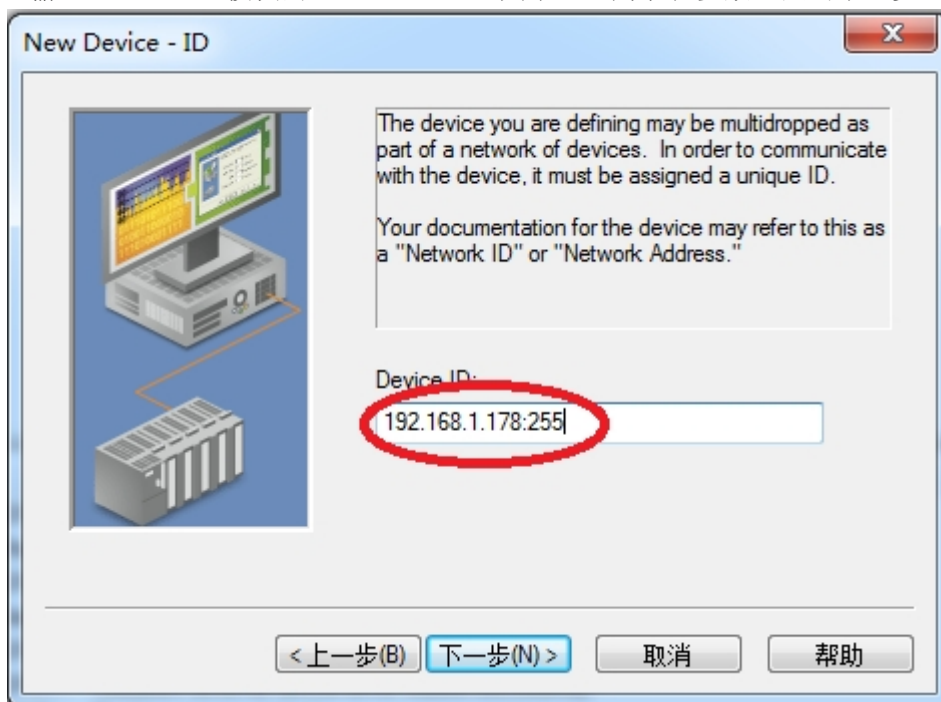 New Device - ID
The device you are defining may be multidropped as
part of a network of devices. In order to communicate
with the device, it must be assigned a unique ID.
Your documentation for the device may refer to this as
a "Network ID" or "Network Address."
Device ID:
192.168.1.178:255
<上一步(B)
下一步(N) >
取消
帮助